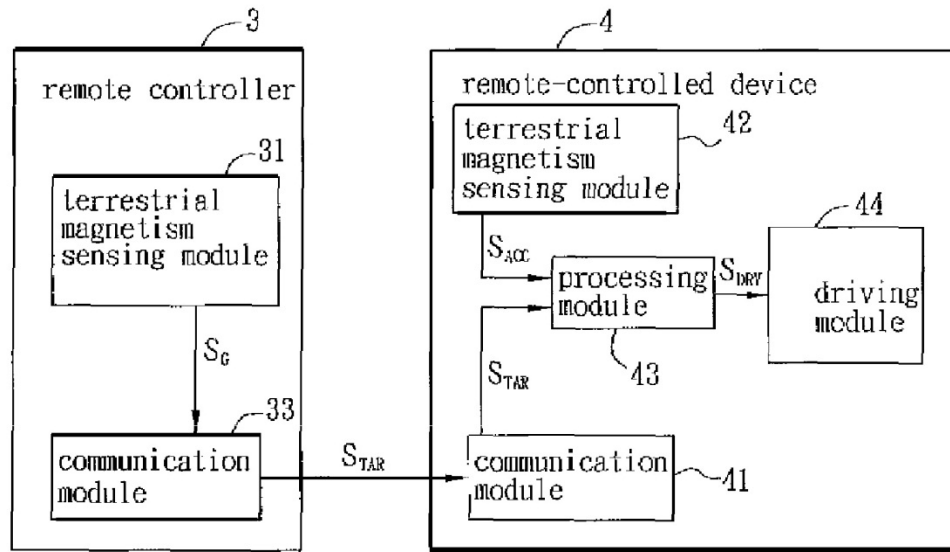 3
remote controller
31
terrestrial
magnetism
sensing module
S_G
33
communication
module
S_TAR
4
remote-controlled device
42
terrestrial
magnetism
sensing module
S_ACC
processing
module
43
S_TAR
S_DRV
44
driving
module
communication
module
41